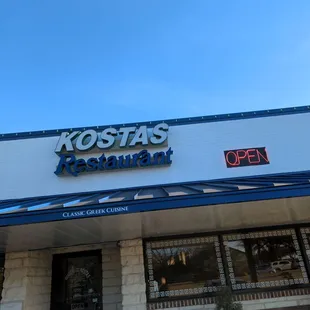 KOSTAS
Restaurant
OPEN
CLASSIC GREEK CUISINE